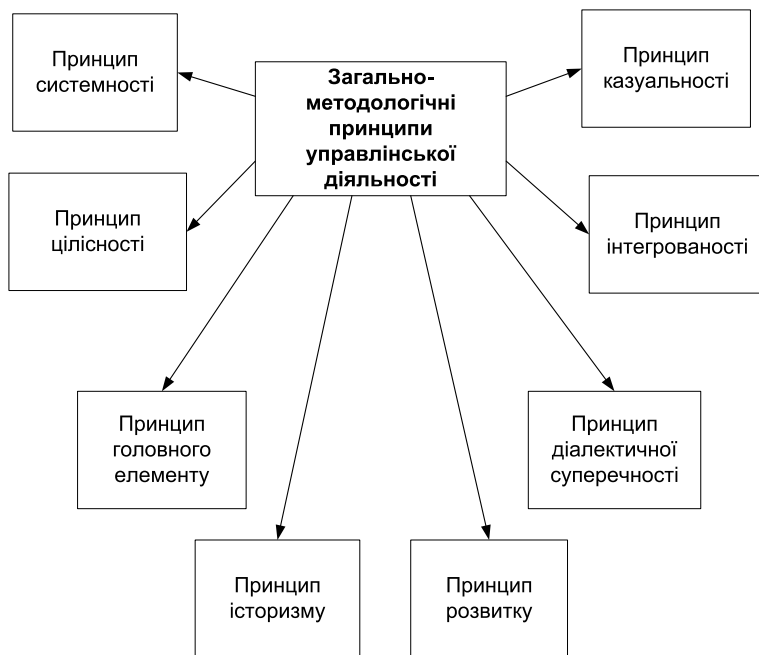 Принцип
системності
Загально-
методологічні
принципи
управлінської
діяльності
Принцип
казуальності
Принцип
цілісності
Принцип
інтегрованості
Принцип
головного
елементу
Принцип
діалектичної
суперечності
Принцип
історизму
Принцип
розвитку